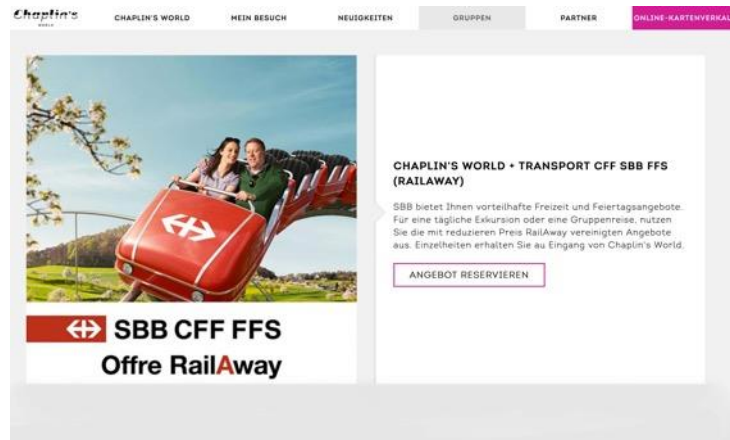 Chaplin's
WORLD
CHAPLIN'S WORLD
MEIN BESUCH
NEUIGKEITEN
GRUPPEN
PARTNER
ONLINE-KARTENVERKAU
CHAPLIN'S WORLD + TRANSPORT CFF SBB FFS
(RAILAWAY)
SBB bietet Ihnen vorteilhafte Freizeit und Feiertagsangebote.
Für eine tägliche Exkursion oder eine Gruppenreise, nutzen
Sie die mit reduzieren Preis RailAway vereinigten Angebote
aus. Einzelheiten erhalten Sie au Eingang von Chaplin's World.
ANGEBOT RESERVIEREN
SBB CFF FFS
Offre RailAway